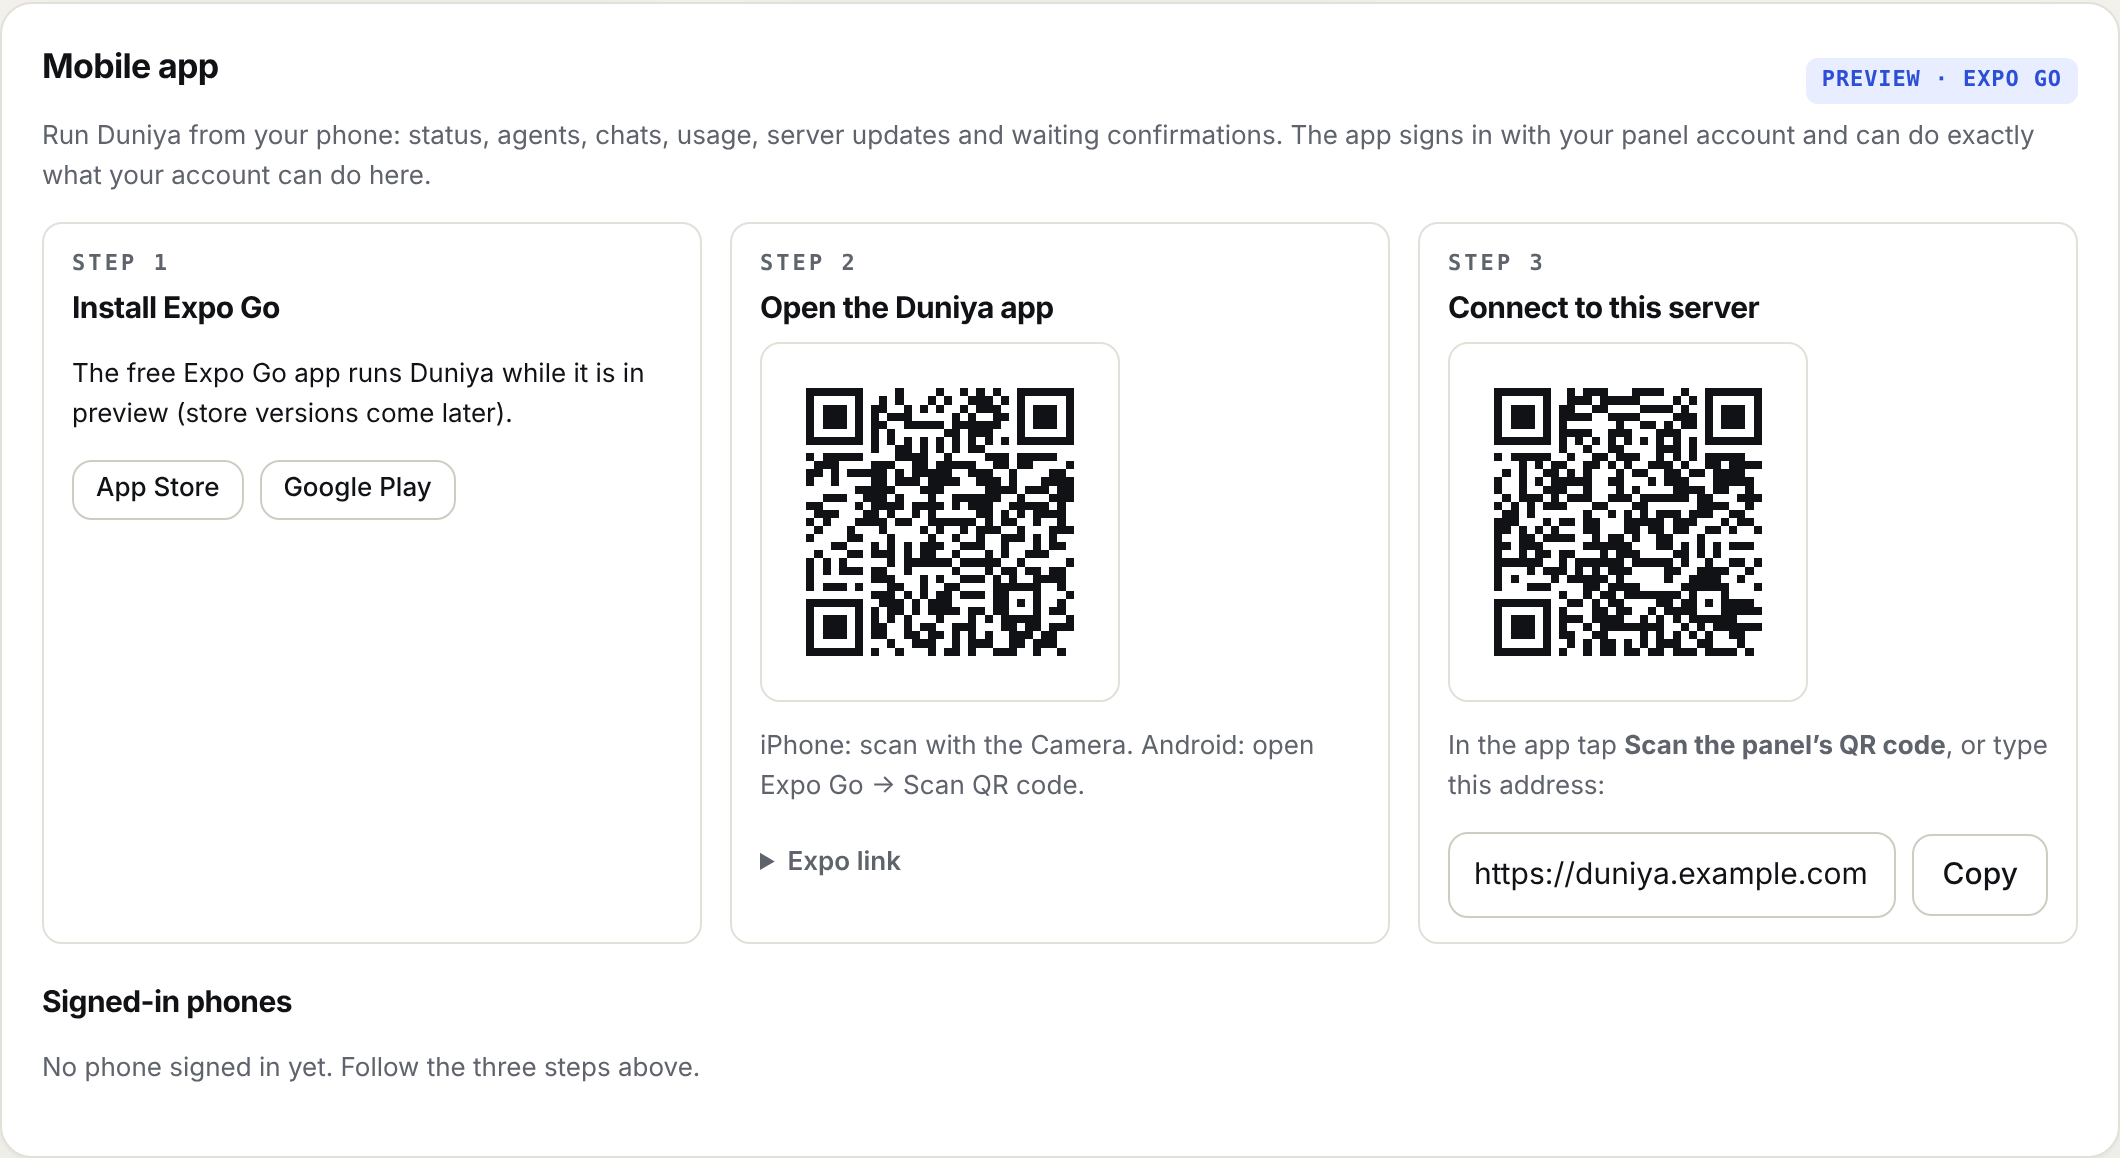 Mobile app
PREVIEW · EXPO GO
Run Duniya from your phone: status, agents, chats, usage, server updates and waiting confirmations. The app signs in with your panel account and can do exactly
what your account can do here.
STEP 1
Install Expo Go
The free Expo Go app runs Duniya while it is in
preview (store versions come later).
App Store
Google Play
STEP 2
Open the Duniya app
iPhone: scan with the Camera. Android: open
Expo Go → Scan QR code.
▶ Expo link
STEP 3
Connect to this server
In the app tap Scan the panel’s QR code, or type
this address:
https://duniya.example.com
Copy
Signed-in phones
No phone signed in yet. Follow the three steps above.